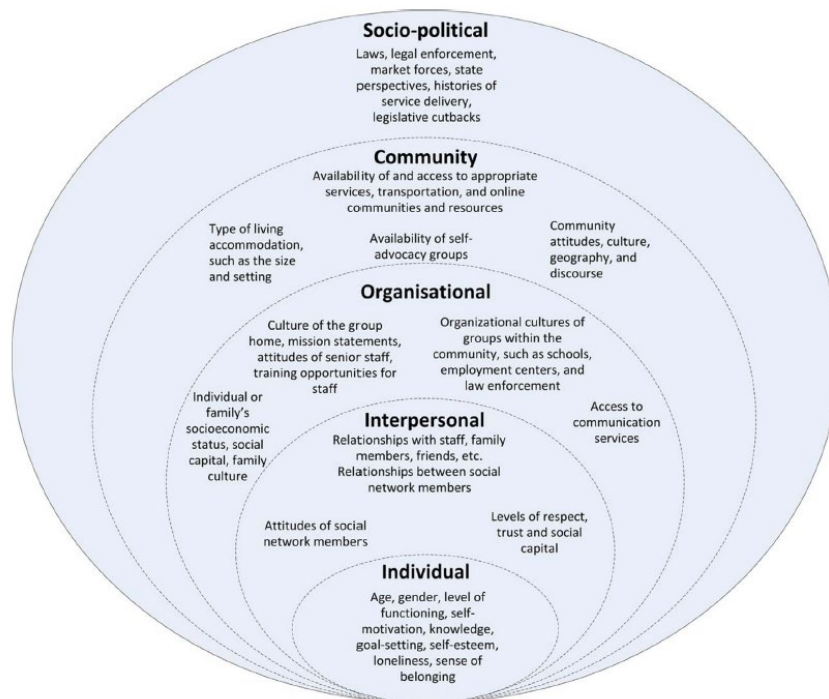 Socio-political
Laws, legal enforcement,
market forces, state
perspectives, histories of
service delivery,
legislative cutbacks
Community
Availability of and access to appropriate
services, transportation, and online
communities and resources
Type of living
accommodation,
such as the size
and setting
Availability of self-
advocacy groups
Community
attitudes, culture,
geography, and
discourse
Organisational
Culture of the group
home, mission statements,
attitudes of senior staff,
training opportunities for
staff
Organizational cultures of
groups within the
community, such as schools,
employment centers, and
law enforcement
Individual or
family's
socioeconomic
status, social
capital, family
culture
Access to
communication
services
Interpersonal
Relationships with staff, family
members, friends, etc.
Relationships between social
network members
Attitudes of social
network members
Levels of respect,
trust and social
capital
Individual
Age, gender, level of
functioning, self-
motivation, knowledge,
goal-setting, self-esteem,
loneliness, sense of
belonging